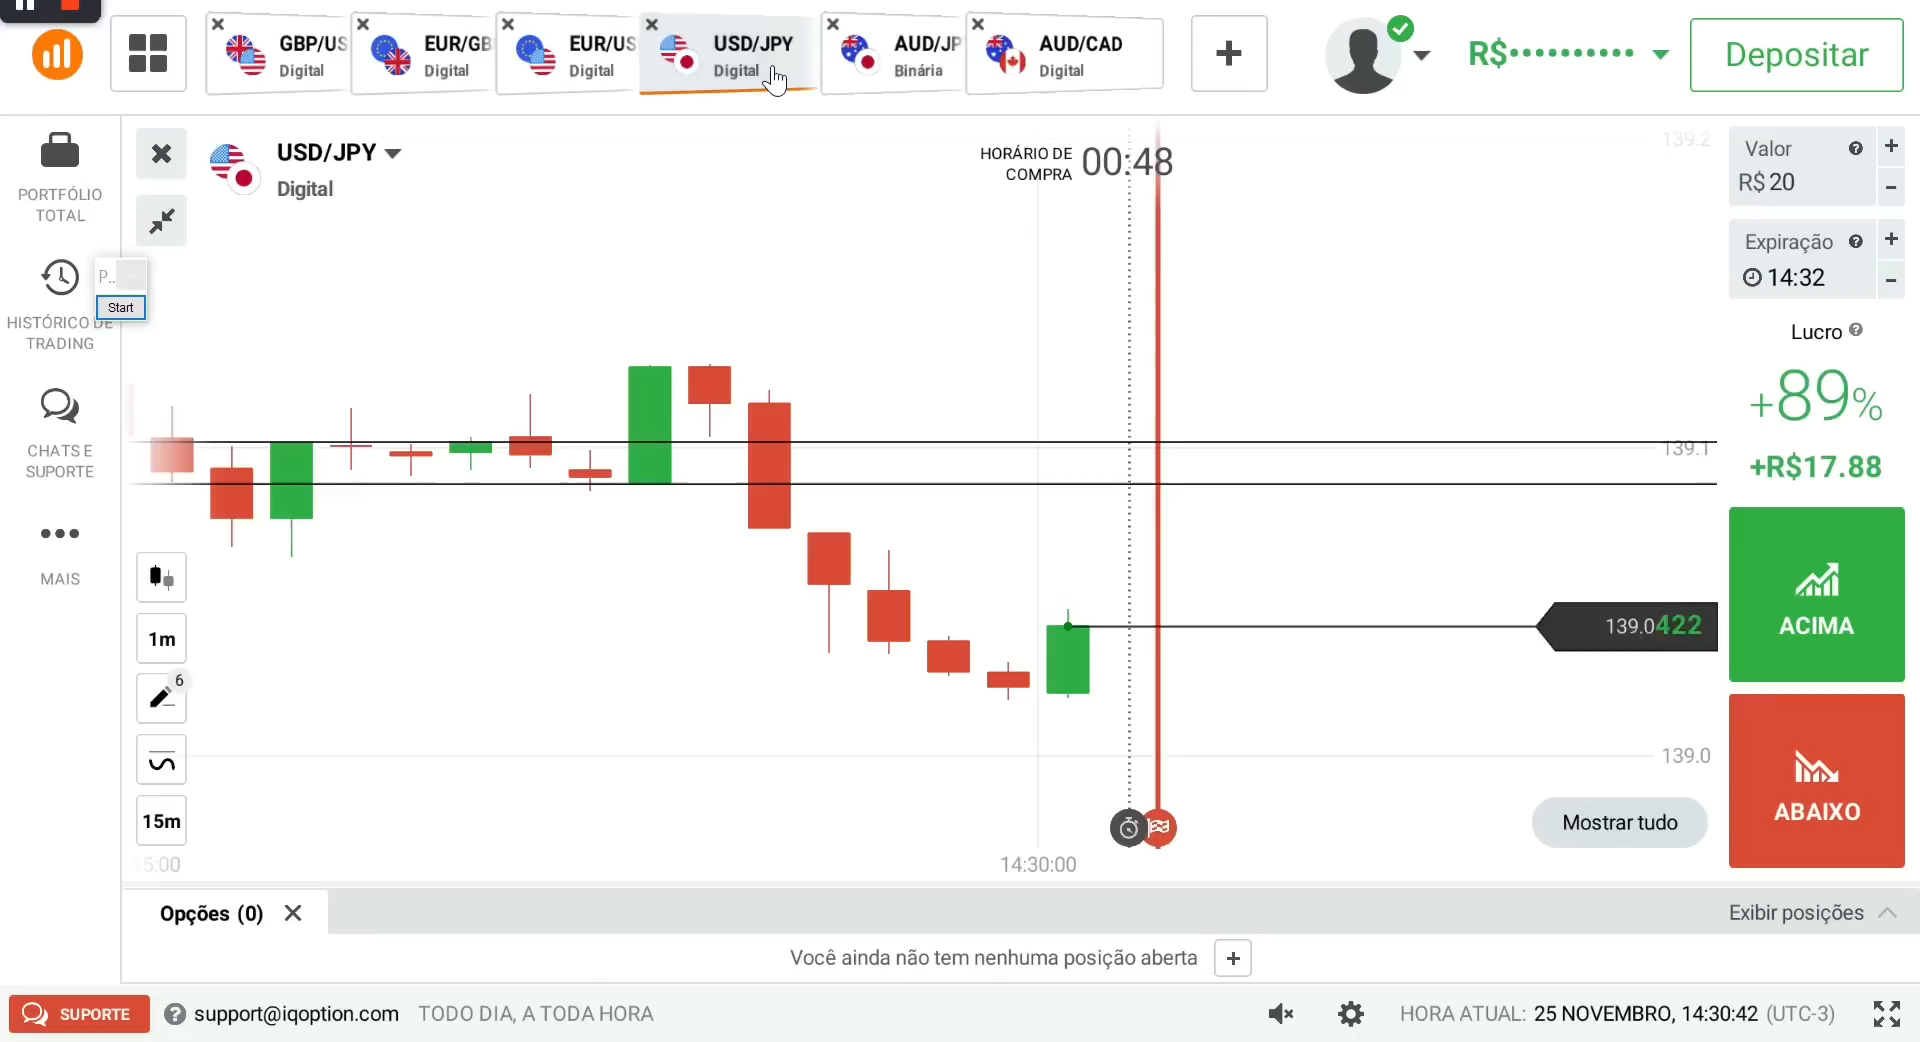 GBP/US
Digital
EUR/GB
Digital
EUR/US
Digital
USD/JPY
Digital
AUD/JP
Binária
AUD/CAD
Digital
R$
Depositar
PORTFÓLIO
TOTAL
HISTÓRICO DE
TRADING
CHATS E
SUPORTE
MAIS
P..
Start
USD/JPY
Digital
HORÁRIO DE
COMPRA
00:48
139.2
139.1
139.0422
139.0
1m
6
15m
15:00
14:30:00
Mostrar tudo
Valor
R$ 20
Expiração
14:32
Lucro
+89%
+R$17.88
ACIMA
ABAIXO
Opções (0)
Exibir posições
Você ainda não tem nenhuma posição aberta
SUPORTE
support@iqoption.com TODO DIA, A TODA HORA
HORA ATUAL: 25 NOVEMBRO, 14:30:42 (UTC-3)